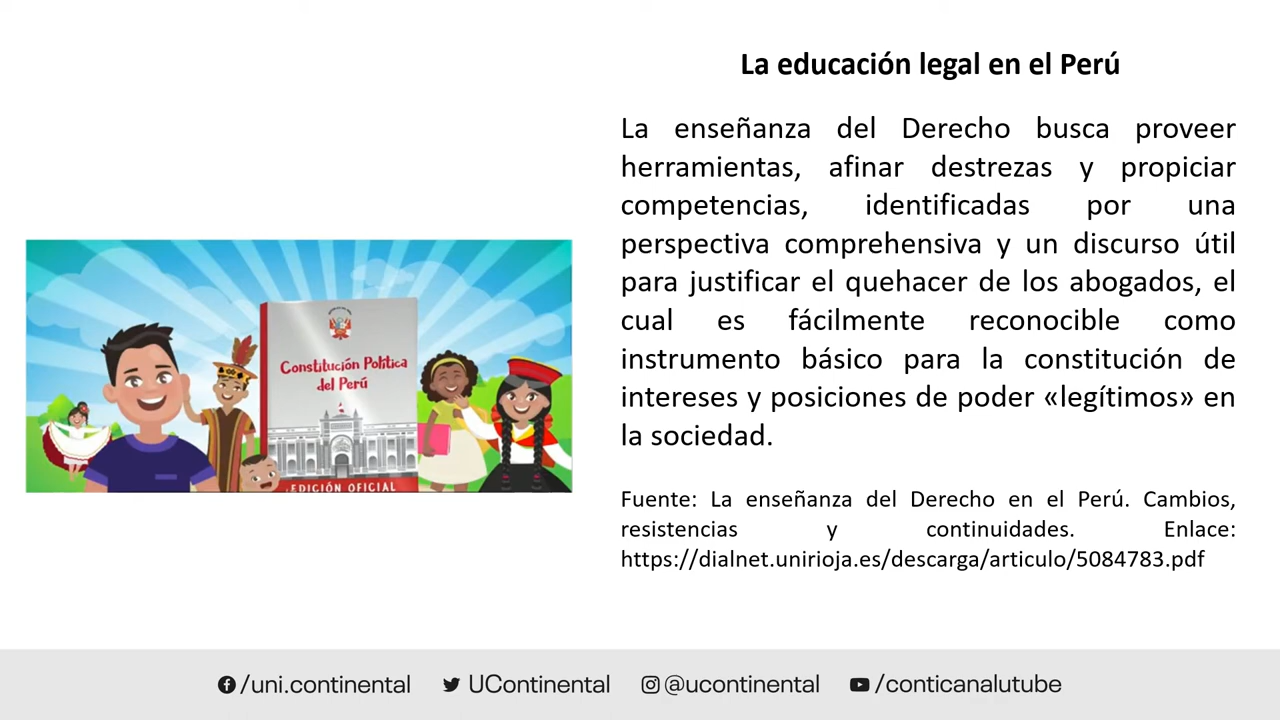 La educación legal en el Perú
La enseñanza del Derecho busca proveer
herramientas, afinar destrezas y propiciar
competencias, identificadas por una
perspectiva comprehensiva y un discurso útil
para justificar el quehacer de los abogados, el
cual es fácilmente reconocible como
instrumento básico para la constitución de
intereses y posiciones de poder «legítimos» en
la sociedad.
Fuente: La enseñanza del Derecho en el Perú. Cambios,
resistencias y continuidades. Enlace:
https://dialnet.unirioja.es/descarga/articulo/5084783.pdf
Constitución Política
del Perú
EDICIÓN OFICIAL
/uni.continental UContinental @ucontinental /conticanalutube